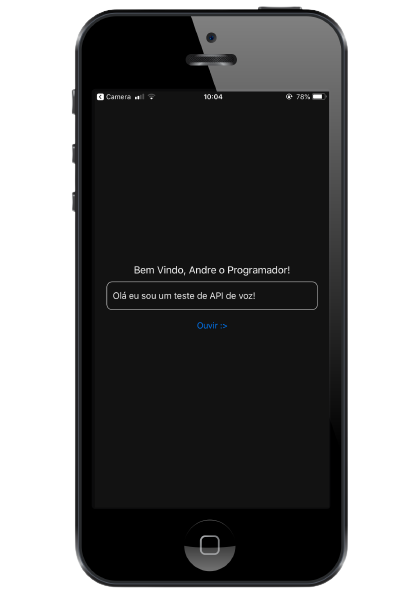 Camera 10:04 78%
Bem Vindo, Andre o Programador!
Olá eu sou um teste de API de voz!
Ouvir :>